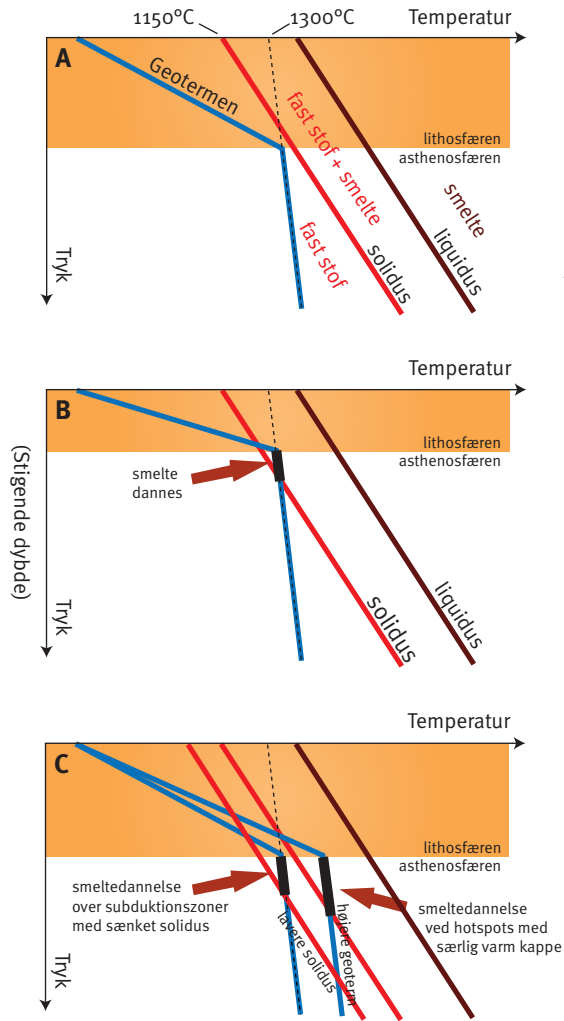 1150°C
1300°C
Temperatur
A
Geotermen
fast stof + smelte
lithosfæren
asthenosfæren
smelte
fast stof
solidus
liquidus
Tryk
Temperatur
B
lithosfæren
asthenosfæren
smelte
dannes
(Stigende dybde)
Tryk
solidus
liquidus
Temperatur
C
lithosfæren
asthenosfæren
smeltedannelse
over subduktionszoner
med sænket solidus
lavere solidus
højere geoterm
smeltedannelse
ved hotspots med
særlig varm kappe
Tryk